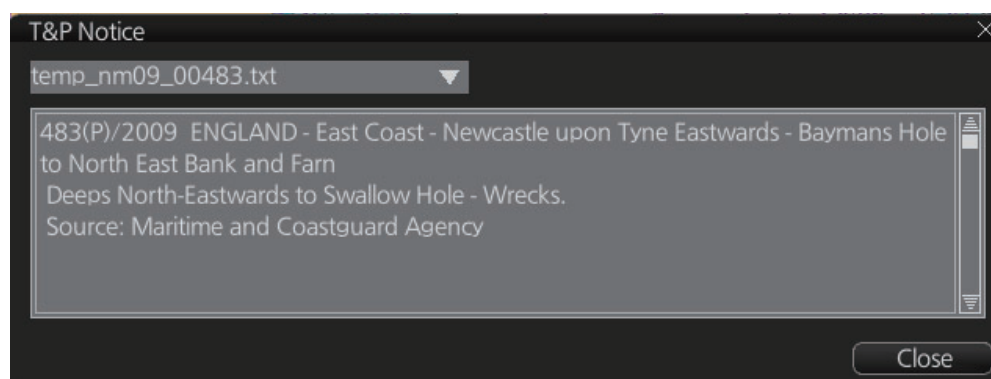 T&P Notice
temp_nm09_00483.txt
483(P)/2009 ENGLAND - East Coast - Newcastle upon Tyne Eastwards - Baymans Hole
to North East Bank and Farn
Deeps North-Eastwards to Swallow Hole - Wrecks.
Source: Maritime and Coastguard Agency
Close